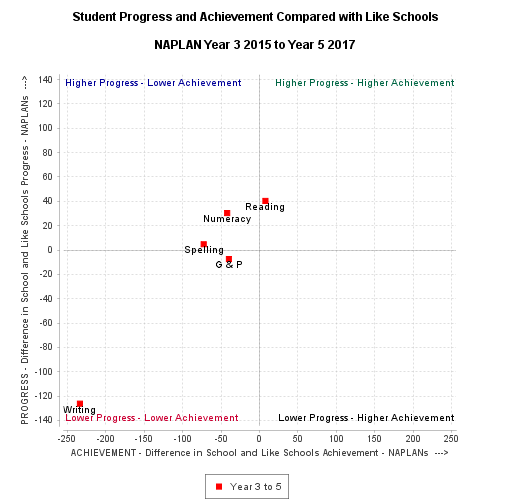 Student Progress and Achievement Compared with Like Schools
NAPLAN Year 3 2015 to Year 5 2017
PROGRESS - Difference in School and Like Schools Progress - NAPLANs --->
140
120
100
80
60
40
20
0
-20
-40
-60
-80
-100
-120
-140
Higher Progress - Lower Achievement
Higher Progress - Higher Achievement
Reading
Numeracy
Spelling
G & P
Writing
Lower Progress - Lower Achievement
Lower Progress - Higher Achievement
-250 -200 -150 -100 -50 0 50 100 150 200 250
ACHIEVEMENT - Difference in School and Like Schools Achievement - NAPLANs --->
Year 3 to 5